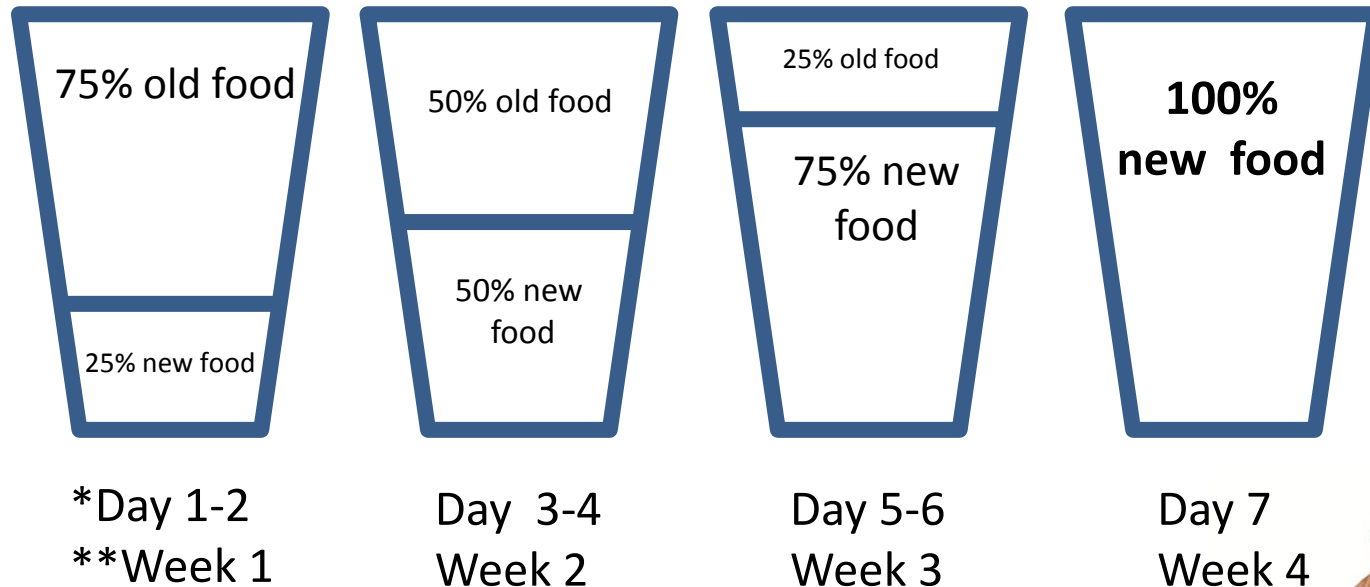 75% old food
25% new food
50% old food
50% new
food
25% old food
75% new
food
100%
new food
*Day 1-2
**Week 1
Day 3-4
Week 2
Day 5-6
Week 3
Day 7
Week 4